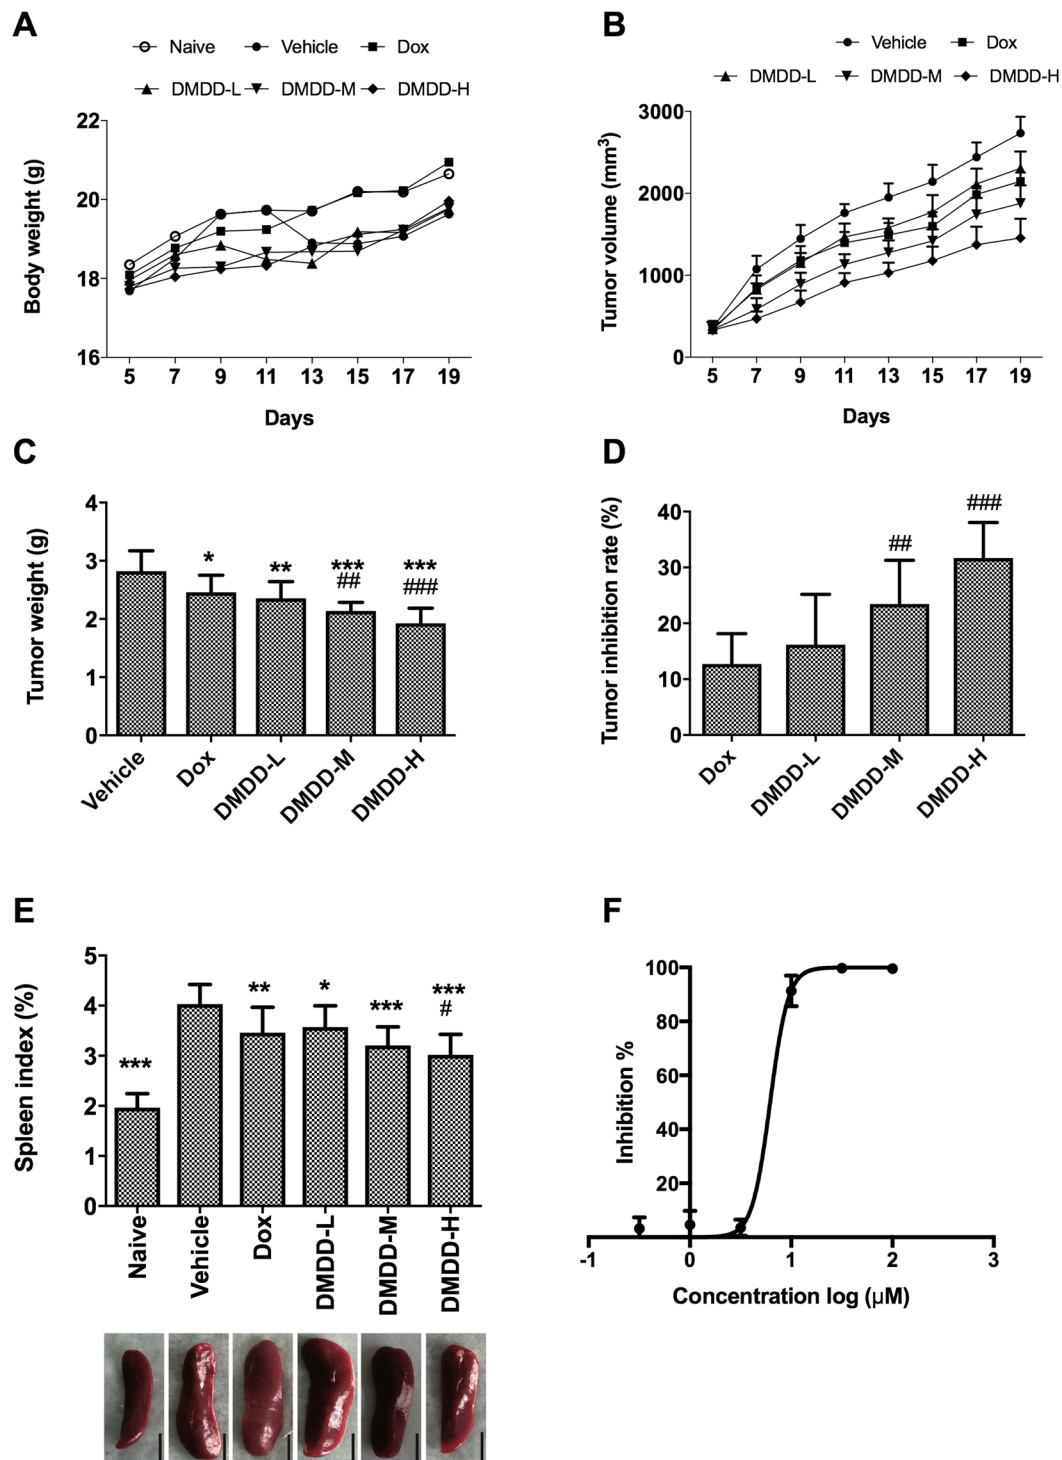 A
Naive Vehicle Dox
DMDD-L DMDD-M DMDD-H
22
20
18
16
Body weight (g)
5 7 9 11 13 15 17 19
Days
B
Vehicle Dox
DMDD-L DMDD-M DMDD-H
3000
2000
1000
0
Tumor volume (mm³)
5 7 9 11 13 15 17 19
Days
C
4
3
2
1
0
Tumor weight (g)
*
**
***
##
***
###
Vehicle
Dox
DMDD-L
DMDD-M
DMDD-H
D
40
30
20
10
0
Tumor inhibition rate (%)
##
###
Dox
DMDD-L
DMDD-M
DMDD-H
E
5
4
3
2
1
0
Spleen index (%)
***
**
*
***
***
#
Naive
Vehicle
Dox
DMDD-L
DMDD-M
DMDD-H
F
100
80
60
40
20
Inhibition %
-1 0 1 2 3
Concentration log (µM)